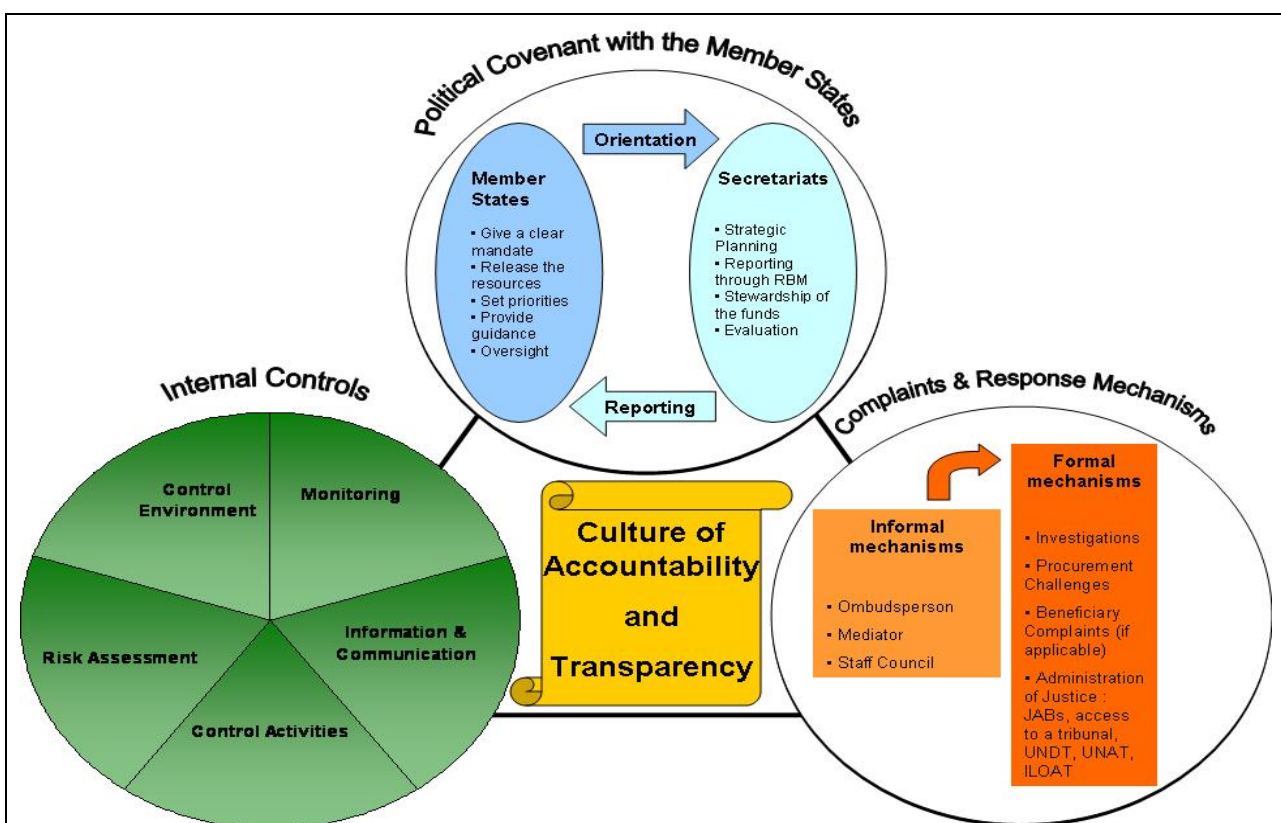 Political Covenant with the Member States
Orientation
Member
States
▪ Give a clear
mandate
▪ Release the
resources
▪ Set priorities
▪ Provide
guidance
▪ Oversight
Secretariats
▪ Strategic
Planning
▪ Reporting
through RBM
▪ Stewardship of
the funds
▪ Evaluation
Reporting
Internal Controls
Control
Environment
Monitoring
Risk Assessment
Information &
Communication
Control Activities
Culture of
Accountability
and
Transparency
Complaints & Response Mechanisms
Informal
mechanisms
▪ Ombudsperson
▪ Mediator
▪ Staff Council
Formal
mechanisms
▪ Investigations
▪ Procurement
Challenges
▪ Beneficiary
Complaints (if
applicable)
▪ Administration
of Justice :
JABs, access
to a tribunal,
UNDT, UNAT,
ILOAT